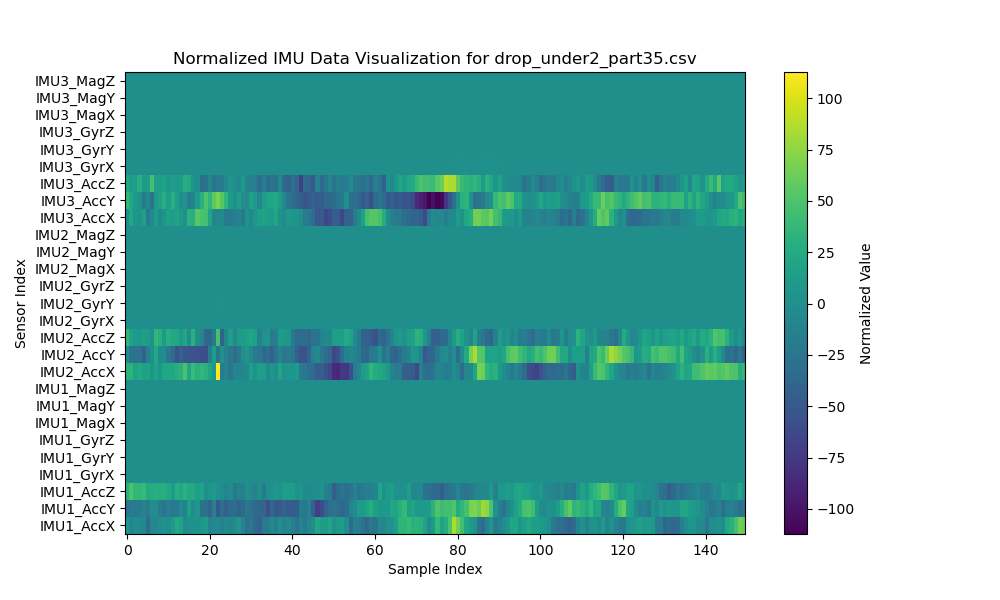 Normalized IMU Data Visualization for drop_under2_part35.csv
IMU3_MagZ
IMU3_MagY
IMU3_MagX
IMU3_GyrZ
IMU3_GyrY
IMU3_GyrX
IMU3_AccZ
IMU3_AccY
IMU3_AccX
IMU2_MagZ
IMU2_MagY
IMU2_MagX
IMU2_GyrZ
IMU2_GyrY
IMU2_GyrX
IMU2_AccZ
IMU2_AccY
IMU2_AccX
IMU1_MagZ
IMU1_MagY
IMU1_MagX
IMU1_GyrZ
IMU1_GyrY
IMU1_GyrX
IMU1_AccZ
IMU1_AccY
IMU1_AccX
Sensor Index
0 20 40 60 80 100 120 140
Sample Index
100
75
50
25
0
−25
−50
−75
−100
Normalized Value